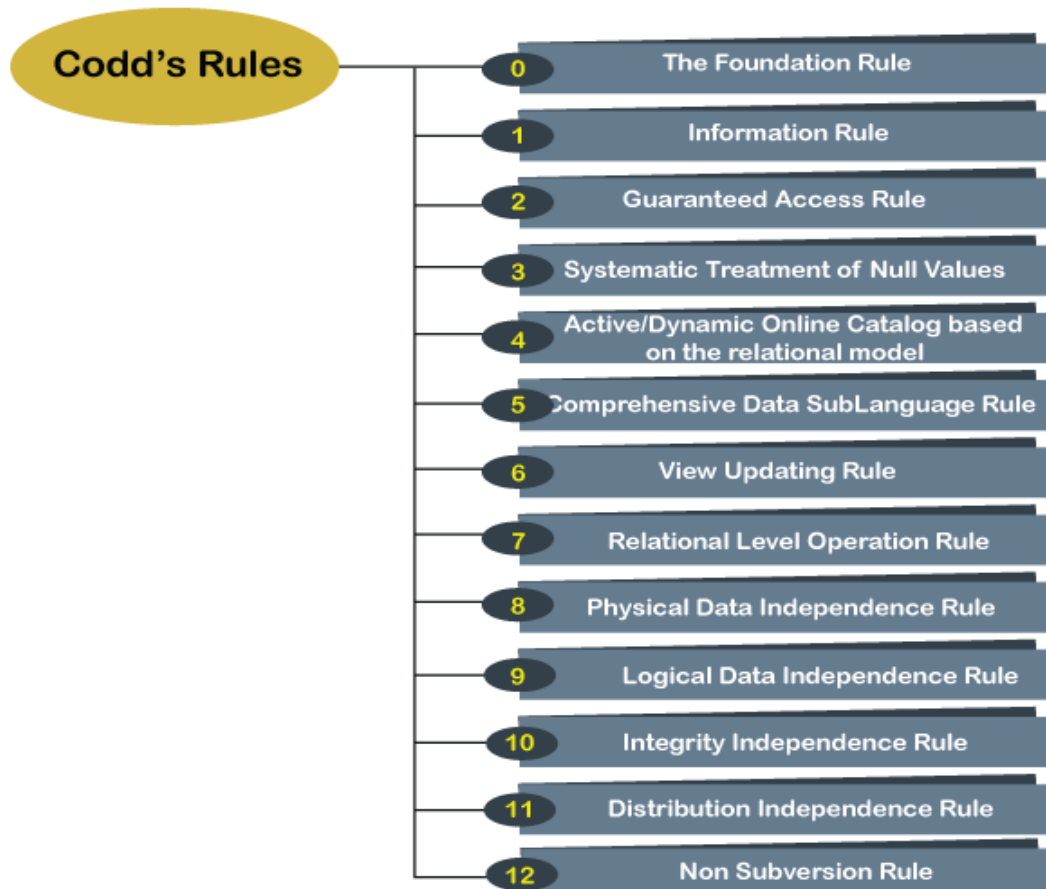 Codd's Rules
0
The Foundation Rule
1
Information Rule
2
Guaranteed Access Rule
3
Systematic Treatment of Null Values
4
Active/Dynamic Online Catalog based
on the relational model
5
Comprehensive Data SubLanguage Rule
6
View Updating Rule
7
Relational Level Operation Rule
8
Physical Data Independence Rule
9
Logical Data Independence Rule
10
Integrity Independence Rule
11
Distribution Independence Rule
12
Non Subversion Rule